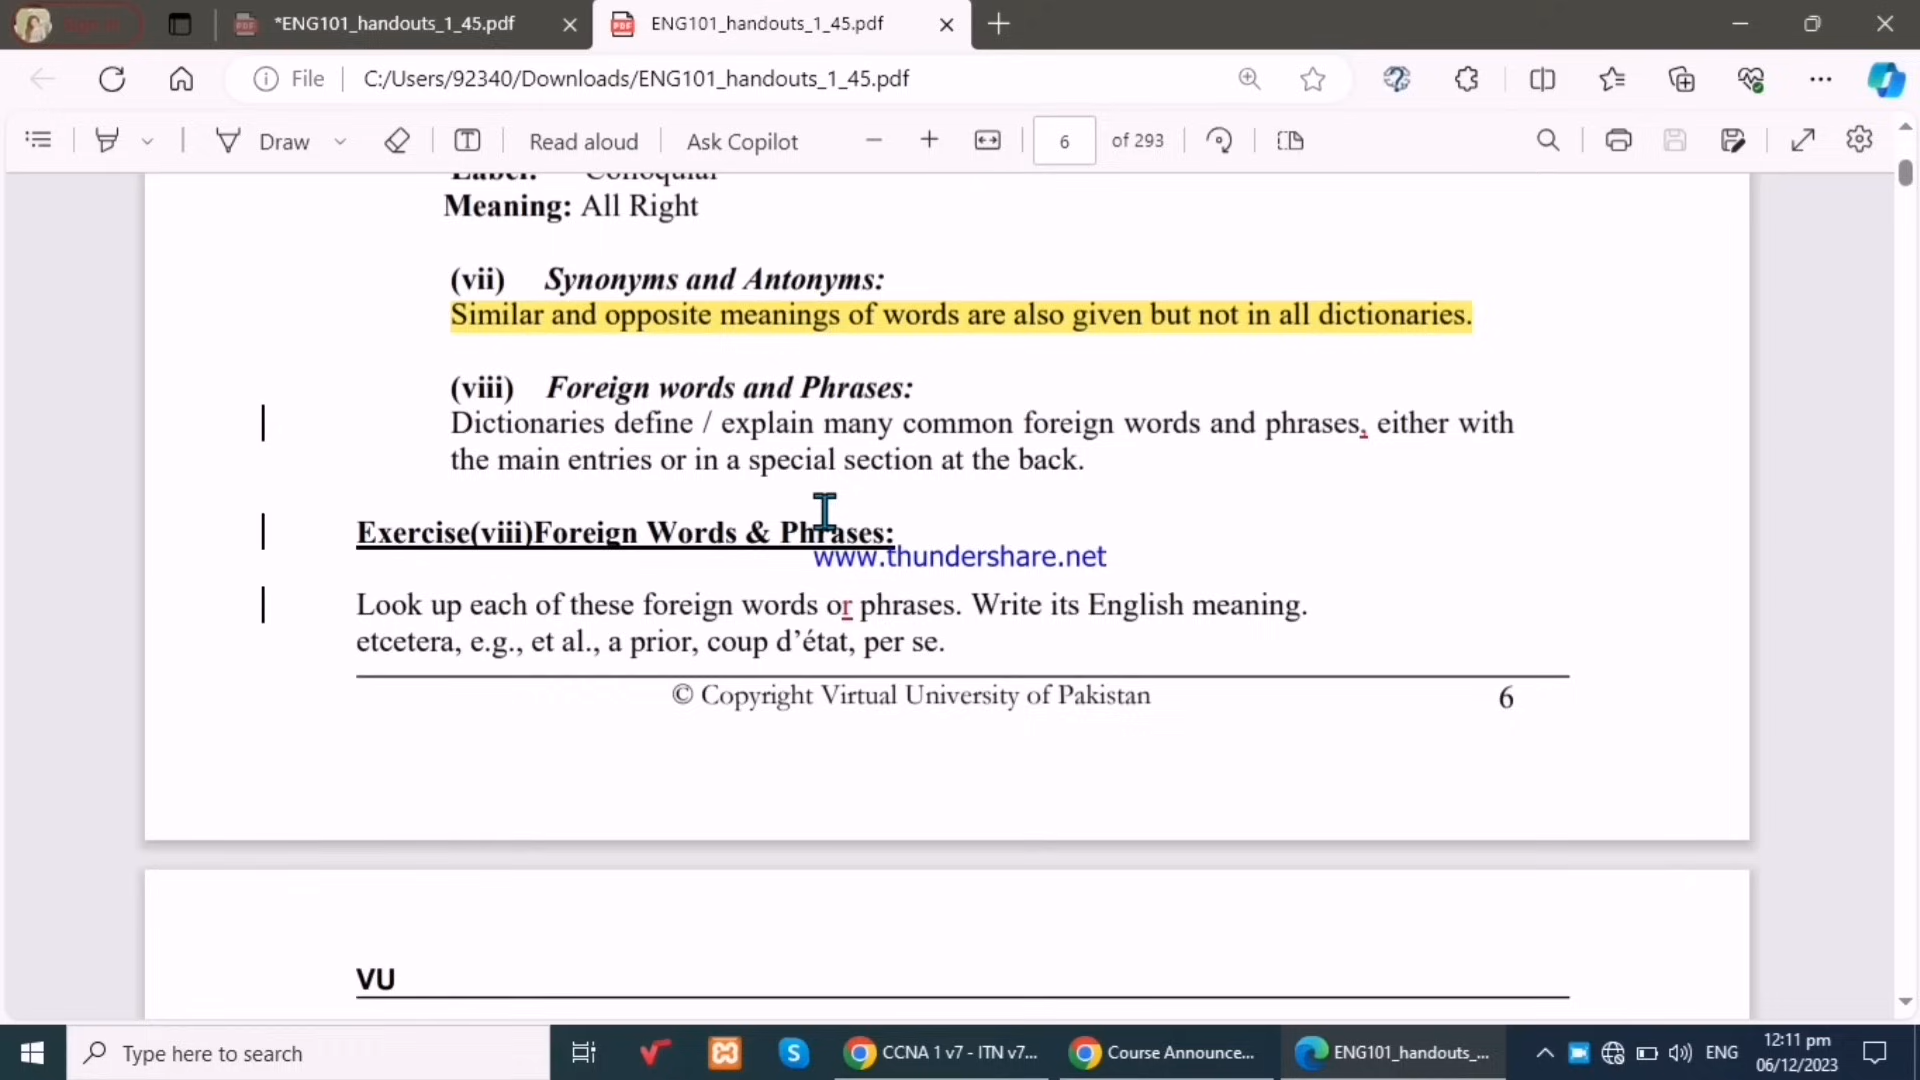 Sign in
*ENG101_handouts_1_45.pdf
ENG101_handouts_1_45.pdf
File
C:/Users/92340/Downloads/ENG101_handouts_1_45.pdf
Draw
Read aloud
Ask Copilot
6 of 293
Label: Colloquial
Meaning: All Right
(vii) Synonyms and Antonyms:
Similar and opposite meanings of words are also given but not in all dictionaries.
(viii) Foreign words and Phrases:
Dictionaries define / explain many common foreign words and phrases, either with
the main entries or in a special section at the back.
Exercise(viii)Foreign Words & Phrases:
www.thundershare.net
Look up each of these foreign words or phrases. Write its English meaning.
etcetera, e.g., et al., a prior, coup d’état, per se.
© Copyright Virtual University of Pakistan 6
VU
Type here to search
CCNA 1 v7 - ITN v7...
Course Announce...
ENG101_handouts_...
ENG
12:11 pm
06/12/2023